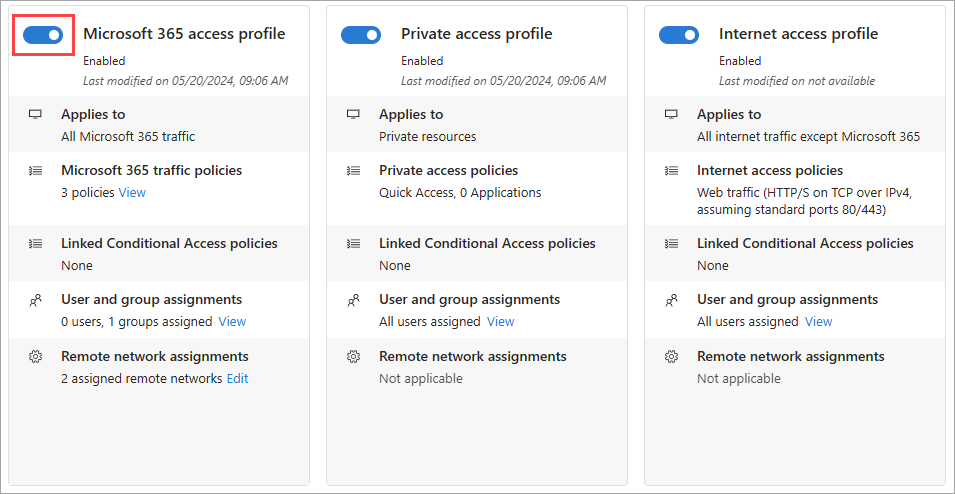 Microsoft 365 access profile
Enabled
Last modified on 05/20/2024, 09:06 AM
Applies to
All Microsoft 365 traffic
Microsoft 365 traffic policies
3 policies View
Linked Conditional Access policies
None
User and group assignments
0 users, 1 groups assigned View
Remote network assignments
2 assigned remote networks Edit
Private access profile
Enabled
Last modified on 05/20/2024, 09:06 AM
Applies to
Private resources
Private access policies
Quick Access, 0 Applications
Linked Conditional Access policies
None
User and group assignments
All users assigned View
Remote network assignments
Not applicable
Internet access profile
Enabled
Last modified on not available
Applies to
All internet traffic except Microsoft 365
Internet access policies
Web traffic (HTTP/S on TCP over IPv4,
assuming standard ports 80/443)
Linked Conditional Access policies
None
User and group assignments
All users assigned View
Remote network assignments
Not applicable